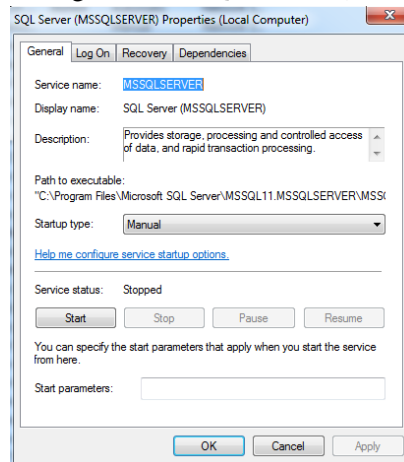 SQL Server (MSSQLSERVER) Properties (Local Computer)
General Log On Recovery Dependencies
Service name: MSSQLSERVER
Display name: SQL Server (MSSQLSERVER)
Description: Provides storage, processing and controlled access
of data, and rapid transaction processing.
Path to executable:
"C:\Program Files\Microsoft SQL Server\MSSQL11.MSSQLSERVER\MSS
Startup type: Manual
Help me configure service startup options.
Service status: Stopped
Start Stop Pause Resume
You can specify the start parameters that apply when you start the service
from here.
Start parameters:
OK Cancel Apply